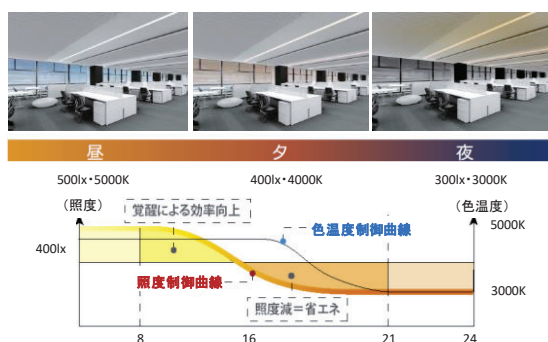 昼 夕 夜
500lx・5000K 400lx・4000K 300lx・3000K
(照度) (色温度)
覚醒による効率向上
色温度制御曲線
5000K
400lx
照度制御曲線
照度減=省エネ
3000K
8 16 21 24